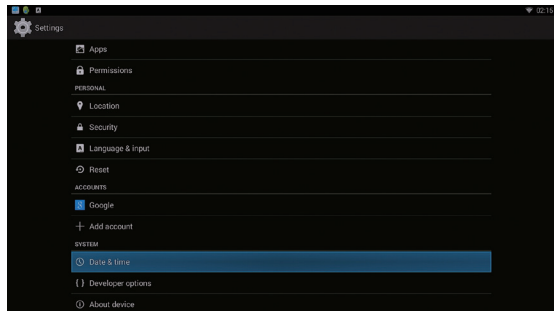 02:16
Settings
Apps
Permissions
PERSONAL
Location
Security
Language & input
Reset
ACCOUNTS
Google
Add account
SYSTEM
Date & time
Developer options
About device